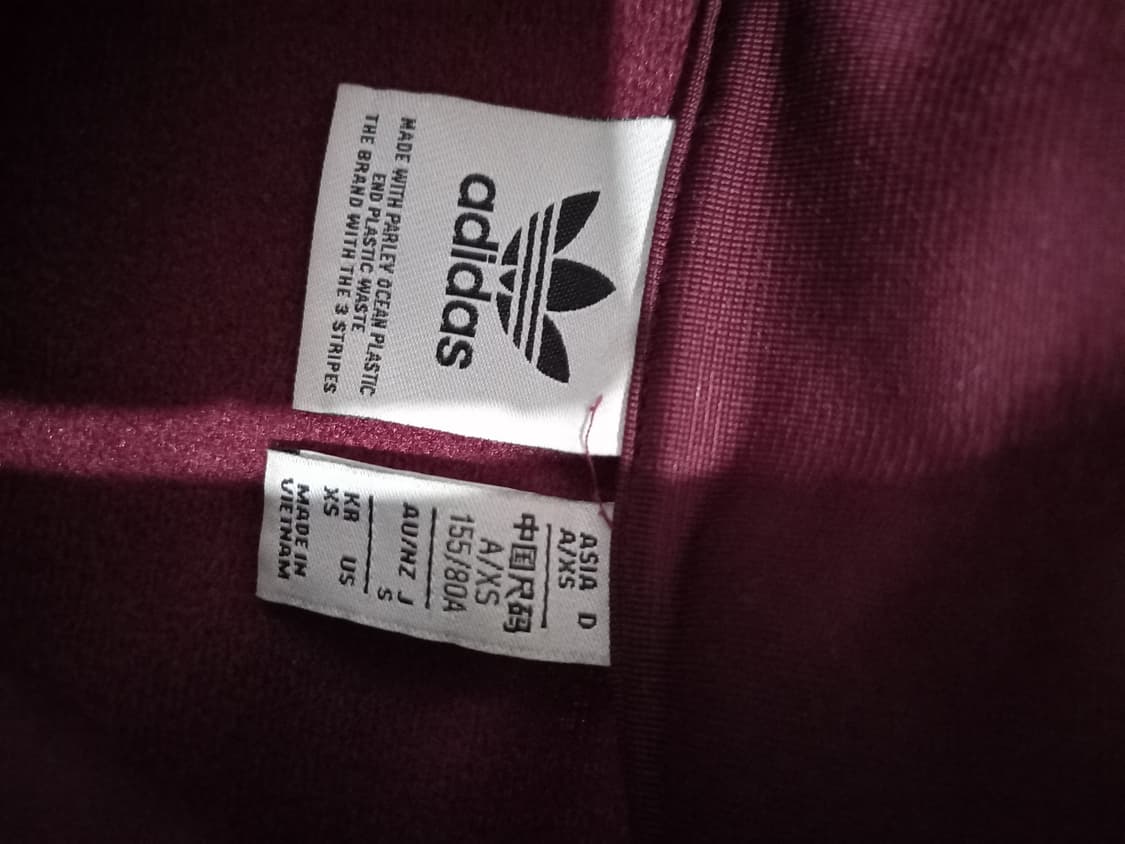 adidas
MADE WITH PARLEY OCEAN PLASTIC
END PLASTIC WASTE
THE BRAND WITH THE 3 STRIPES
ASIA D
A/XS
中国尺码
A/XS
155/80A
AU/NZ J
S
KR US
XS
MADE IN
VIETNAM